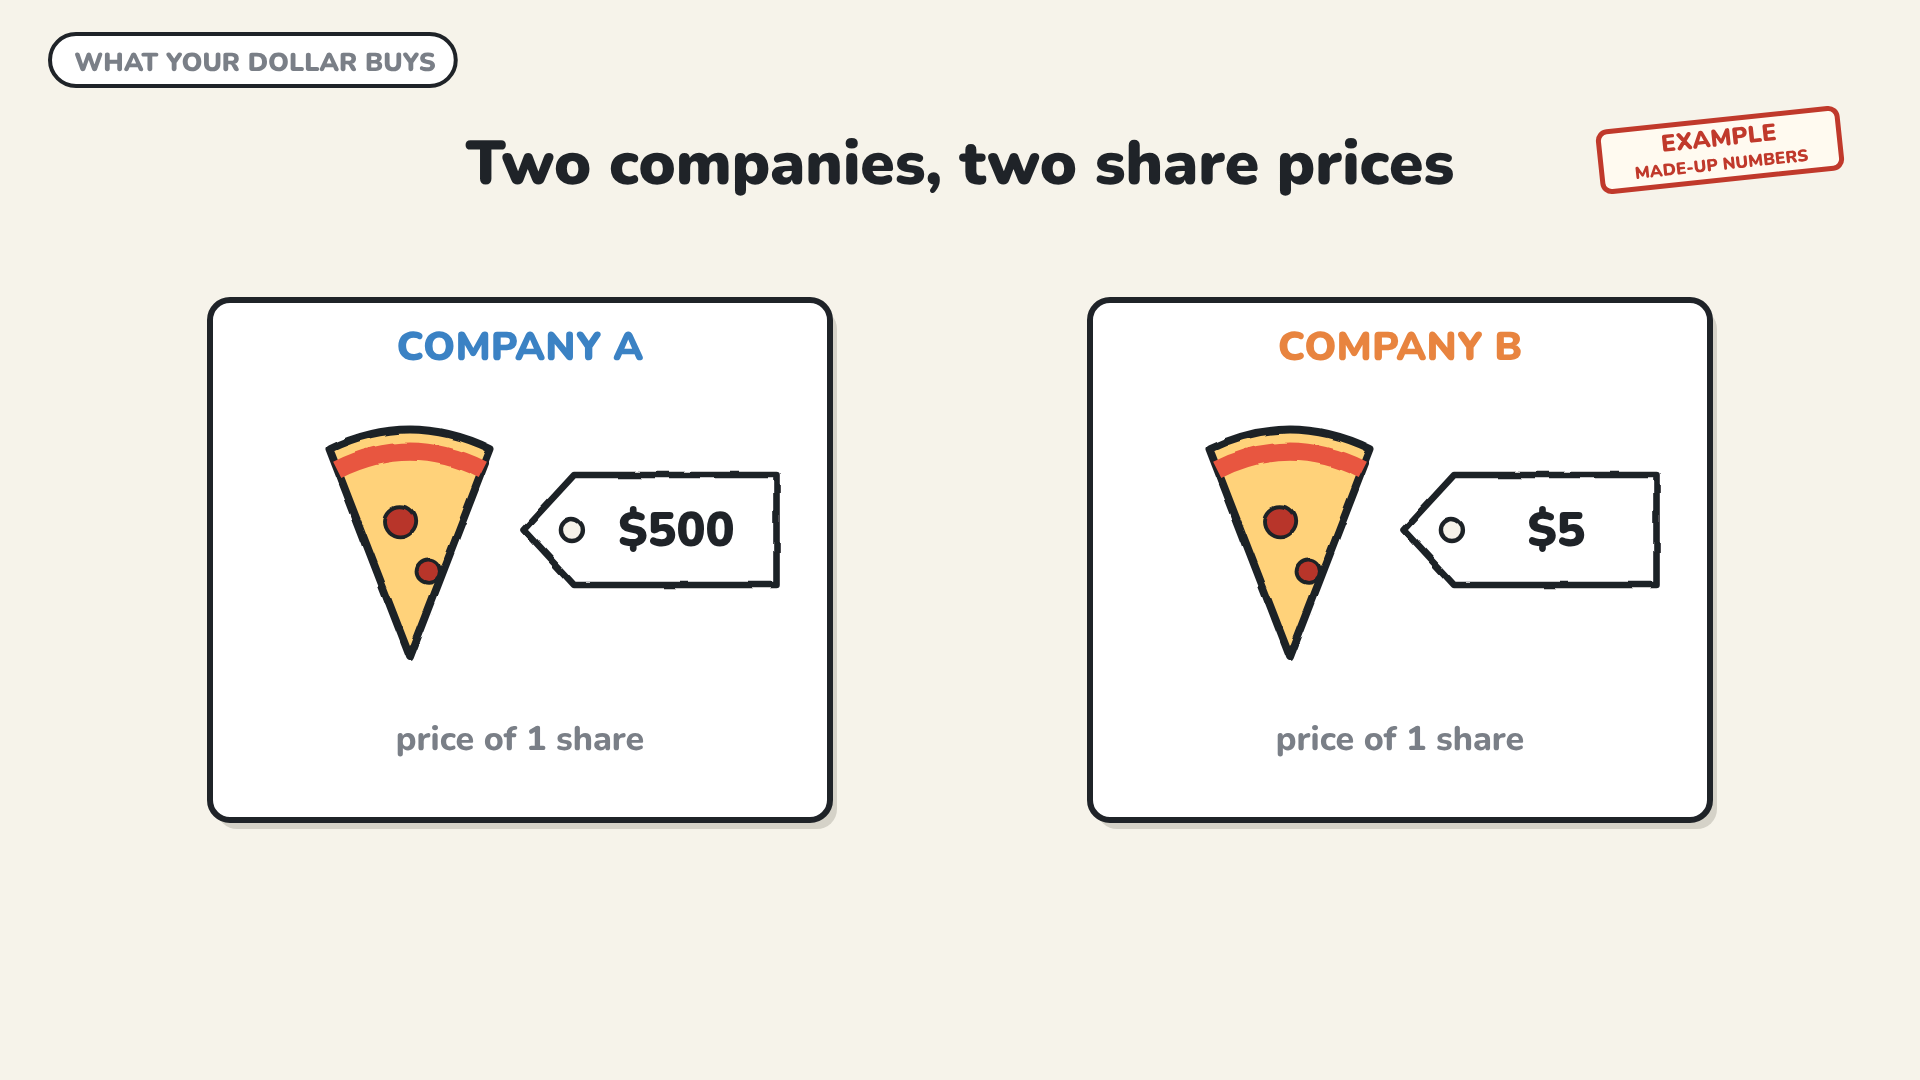 WHAT YOUR DOLLAR BUYS
Two companies, two share prices
EXAMPLE
MADE-UP NUMBERS
COMPANY A
$500
price of 1 share
COMPANY B
$5
price of 1 share